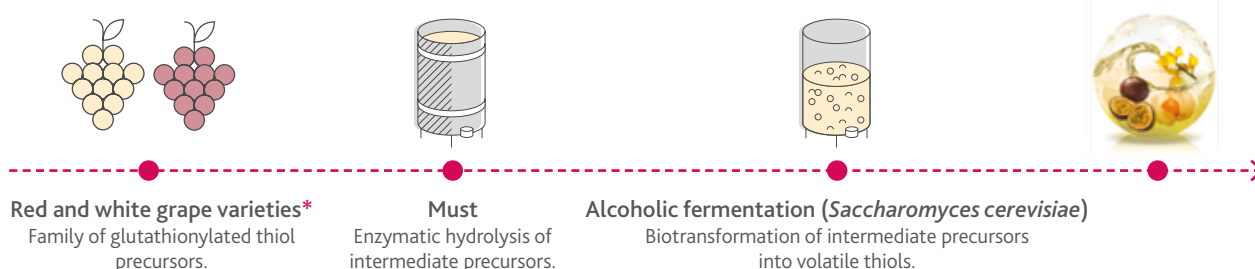 Red and white grape varieties*
Family of glutathionylated thiol
precursors.
Must
Enzymatic hydrolysis of
intermediate precursors.
Alcoholic fermentation (Saccharomyces cerevisiae)
Biotransformation of intermediate precursors
into volatile thiols.